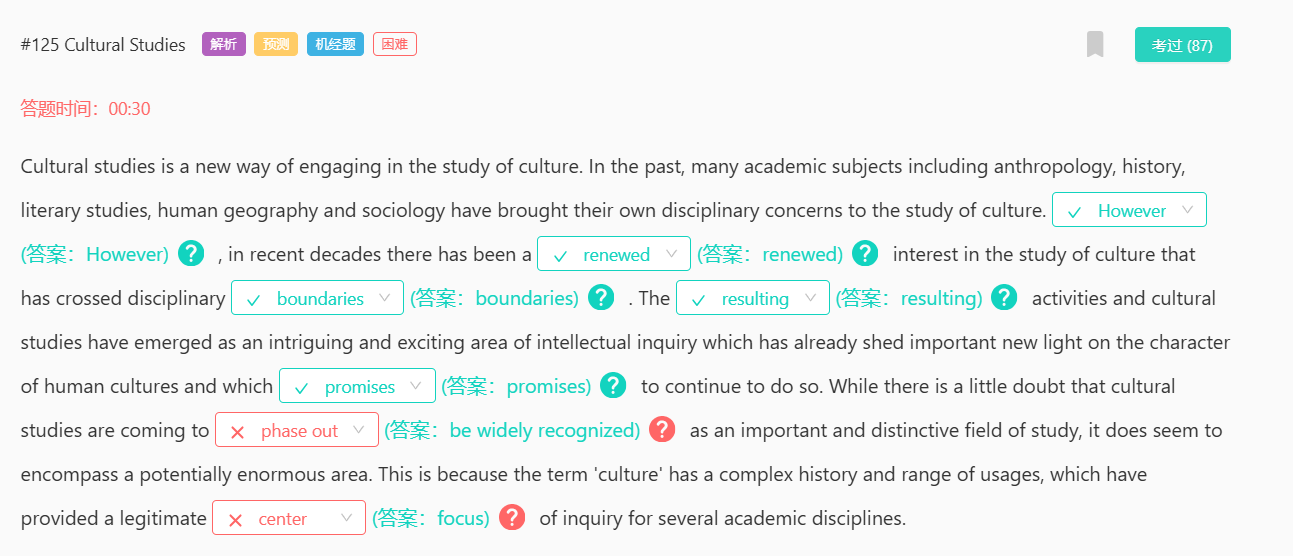 #125 Cultural Studies 解析 预测 机经题 困难 考过 (87)
答题时间：00:30
Cultural studies is a new way of engaging in the study of culture. In the past, many academic subjects including anthropology, history,
literary studies, human geography and sociology have brought their own disciplinary concerns to the study of culture. ✓ However
(答案：However) ? , in recent decades there has been a ✓ renewed (答案：renewed) ? interest in the study of culture that
has crossed disciplinary ✓ boundaries (答案：boundaries) ? . The ✓ resulting (答案：resulting) ? activities and cultural
studies have emerged as an intriguing and exciting area of intellectual inquiry which has already shed important new light on the character
of human cultures and which ✓ promises (答案：promises) ? to continue to do so. While there is a little doubt that cultural
studies are coming to ✕ phase out (答案：be widely recognized) ? as an important and distinctive field of study, it does seem to
encompass a potentially enormous area. This is because the term 'culture' has a complex history and range of usages, which have
provided a legitimate ✕ center (答案：focus) ? of inquiry for several academic disciplines.